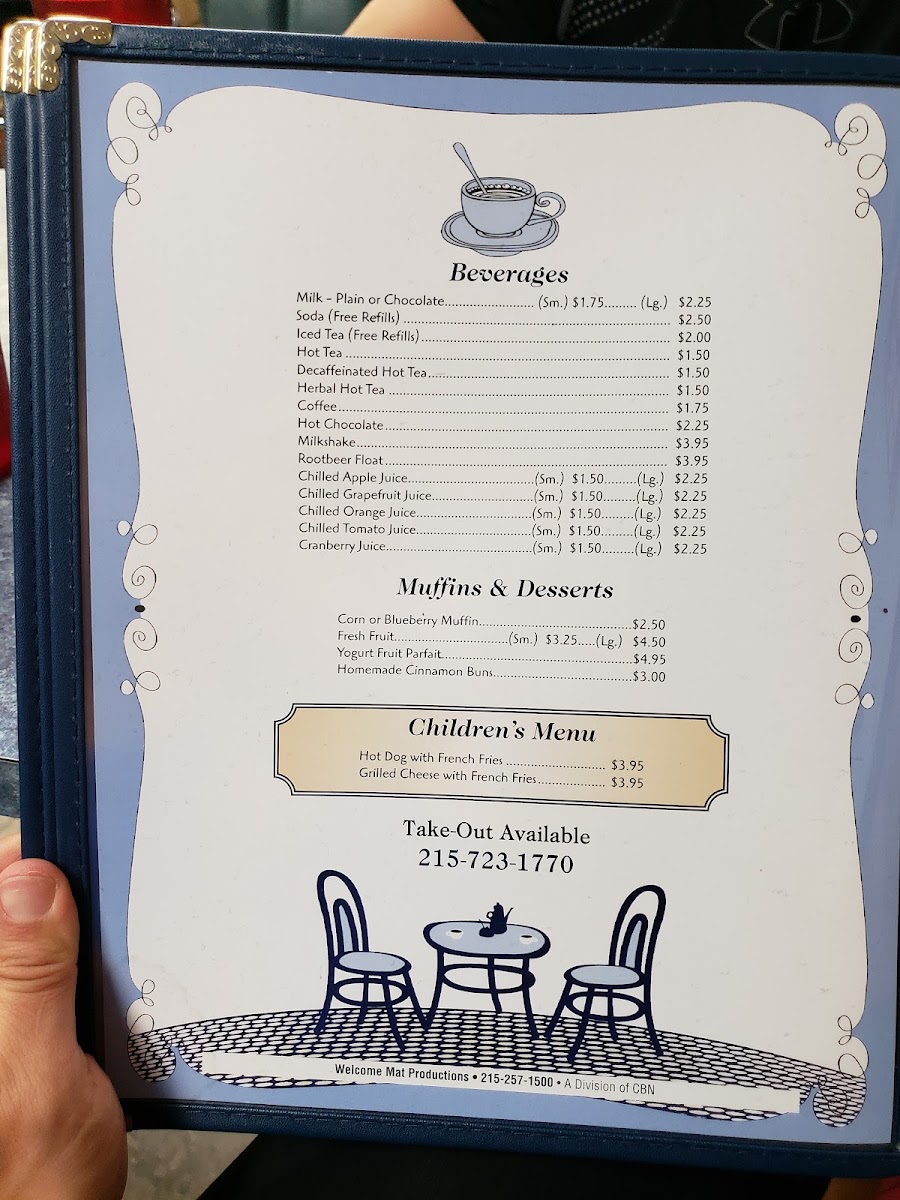 Beverages
Milk - Plain or Chocolate...................... (Sm.) $1.75......... (Lg.) $2.25
Soda (Free Refills) .................................................................. $2.50
Iced Tea (Free Refills).............................................................. $2.00
Hot Tea ................................................................................ $1.50
Decaffeinated Hot Tea............................................................ $1.50
Herbal Hot Tea ...................................................................... $1.50
Coffee.................................................................................. $1.75
Hot Chocolate...................................................................... $2.25
Milkshake............................................................................ $3.95
Rootbeer Float...................................................................... $3.95
Chilled Apple Juice...............................(Sm.) $1.50........(Lg.) $2.25
Chilled Grapefruit Juice.........................(Sm.) $1.50........(Lg.) $2.25
Chilled Orange Juice............................(Sm.) $1.50........(Lg.) $2.25
Chilled Tomato Juice............................(Sm.) $1.50........(Lg.) $2.25
Cranberry Juice....................................(Sm.) $1.50........(Lg.) $2.25
Muffins & Desserts
Corn or Blueberry Muffin.....................................$2.50
Fresh Fruit............................(Sm.) $3.25.....(Lg.) $4.50
Yogurt Fruit Parfait...............................................$4.95
Homemade Cinnamon Buns..................................$3.00
Children's Menu
Hot Dog with French Fries ......................... $3.95
Grilled Cheese with French Fries................. $3.95
Take-Out Available
215-723-1770
Welcome Mat Productions • 215-257-1500 • A Division of CBN